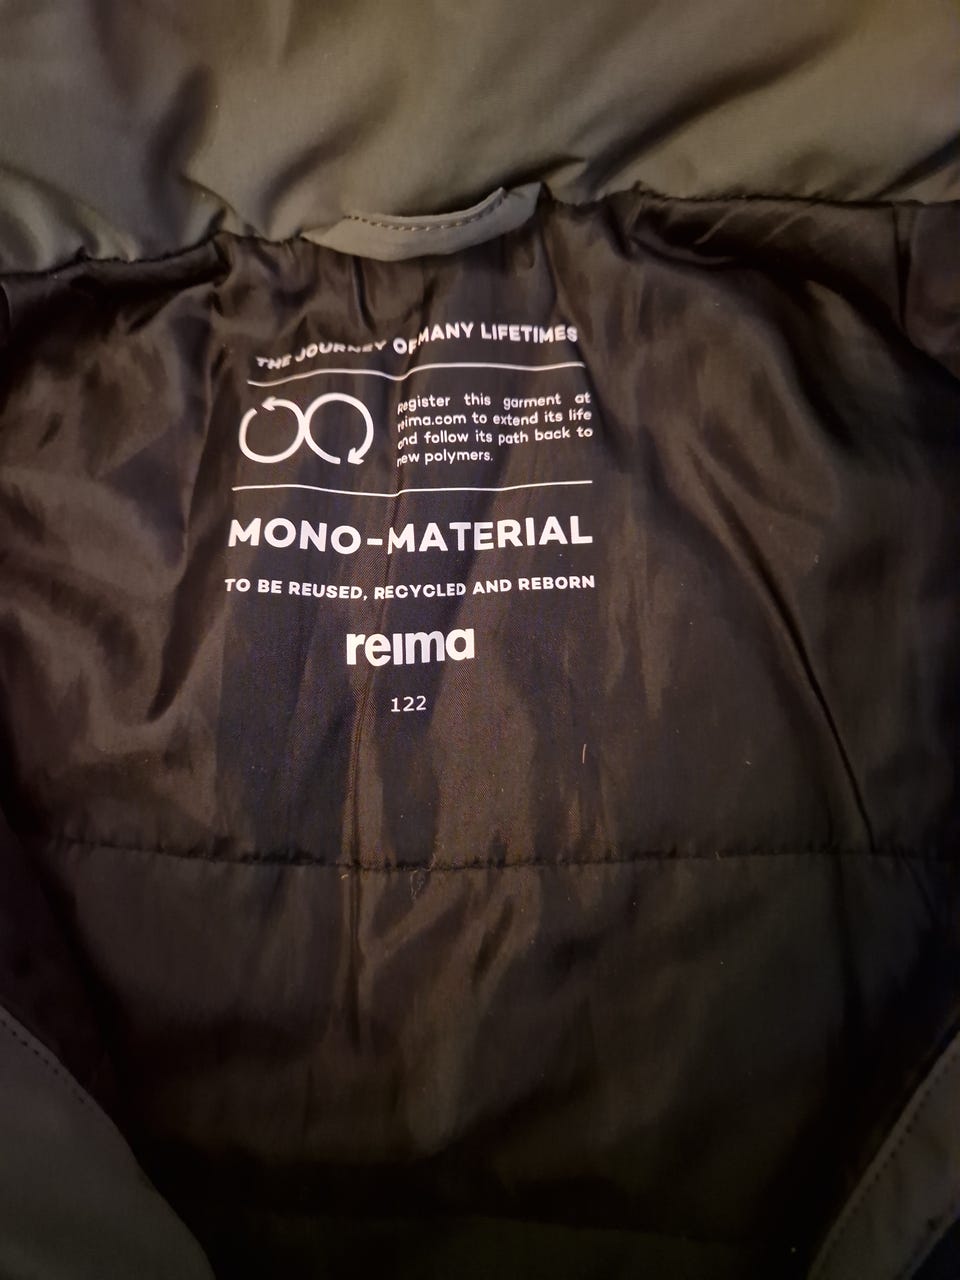 THE JOURNEY OF MANY LIFETIMES
Register this garment at
reima.com to extend its life
and follow its path back to
new polymers.
MONO-MATERIAL
TO BE REUSED, RECYCLED AND REBORN
reima
122